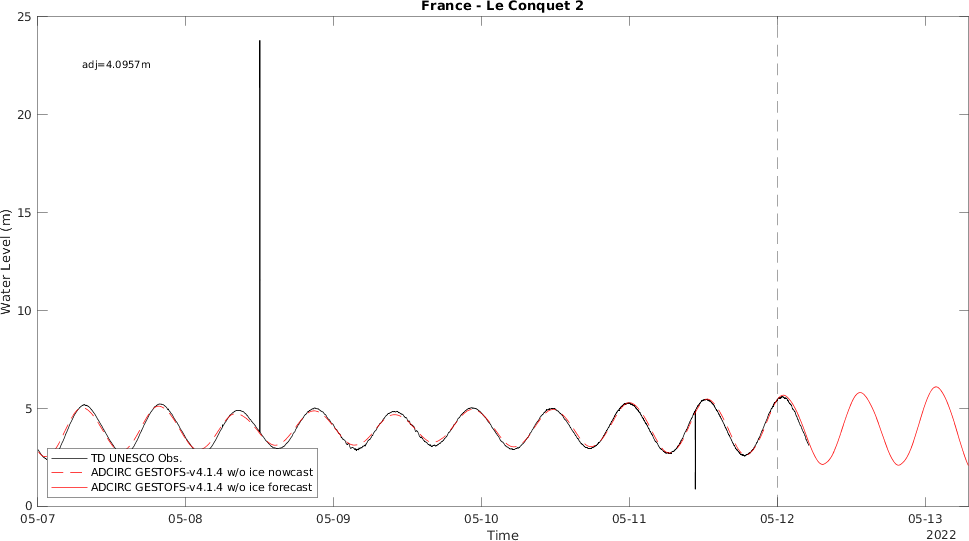 France - Le Conquet 2
25
adj=4.0957m
20
15
Water Level (m)
10
5
TD UNESCO Obs.
ADCIRC GESTOFS-v4.1.4 w/o ice nowcast
ADCIRC GESTOFS-v4.1.4 w/o ice forecast
0
05-07 05-08 05-09 05-10 05-11 05-12 05-13
Time
2022